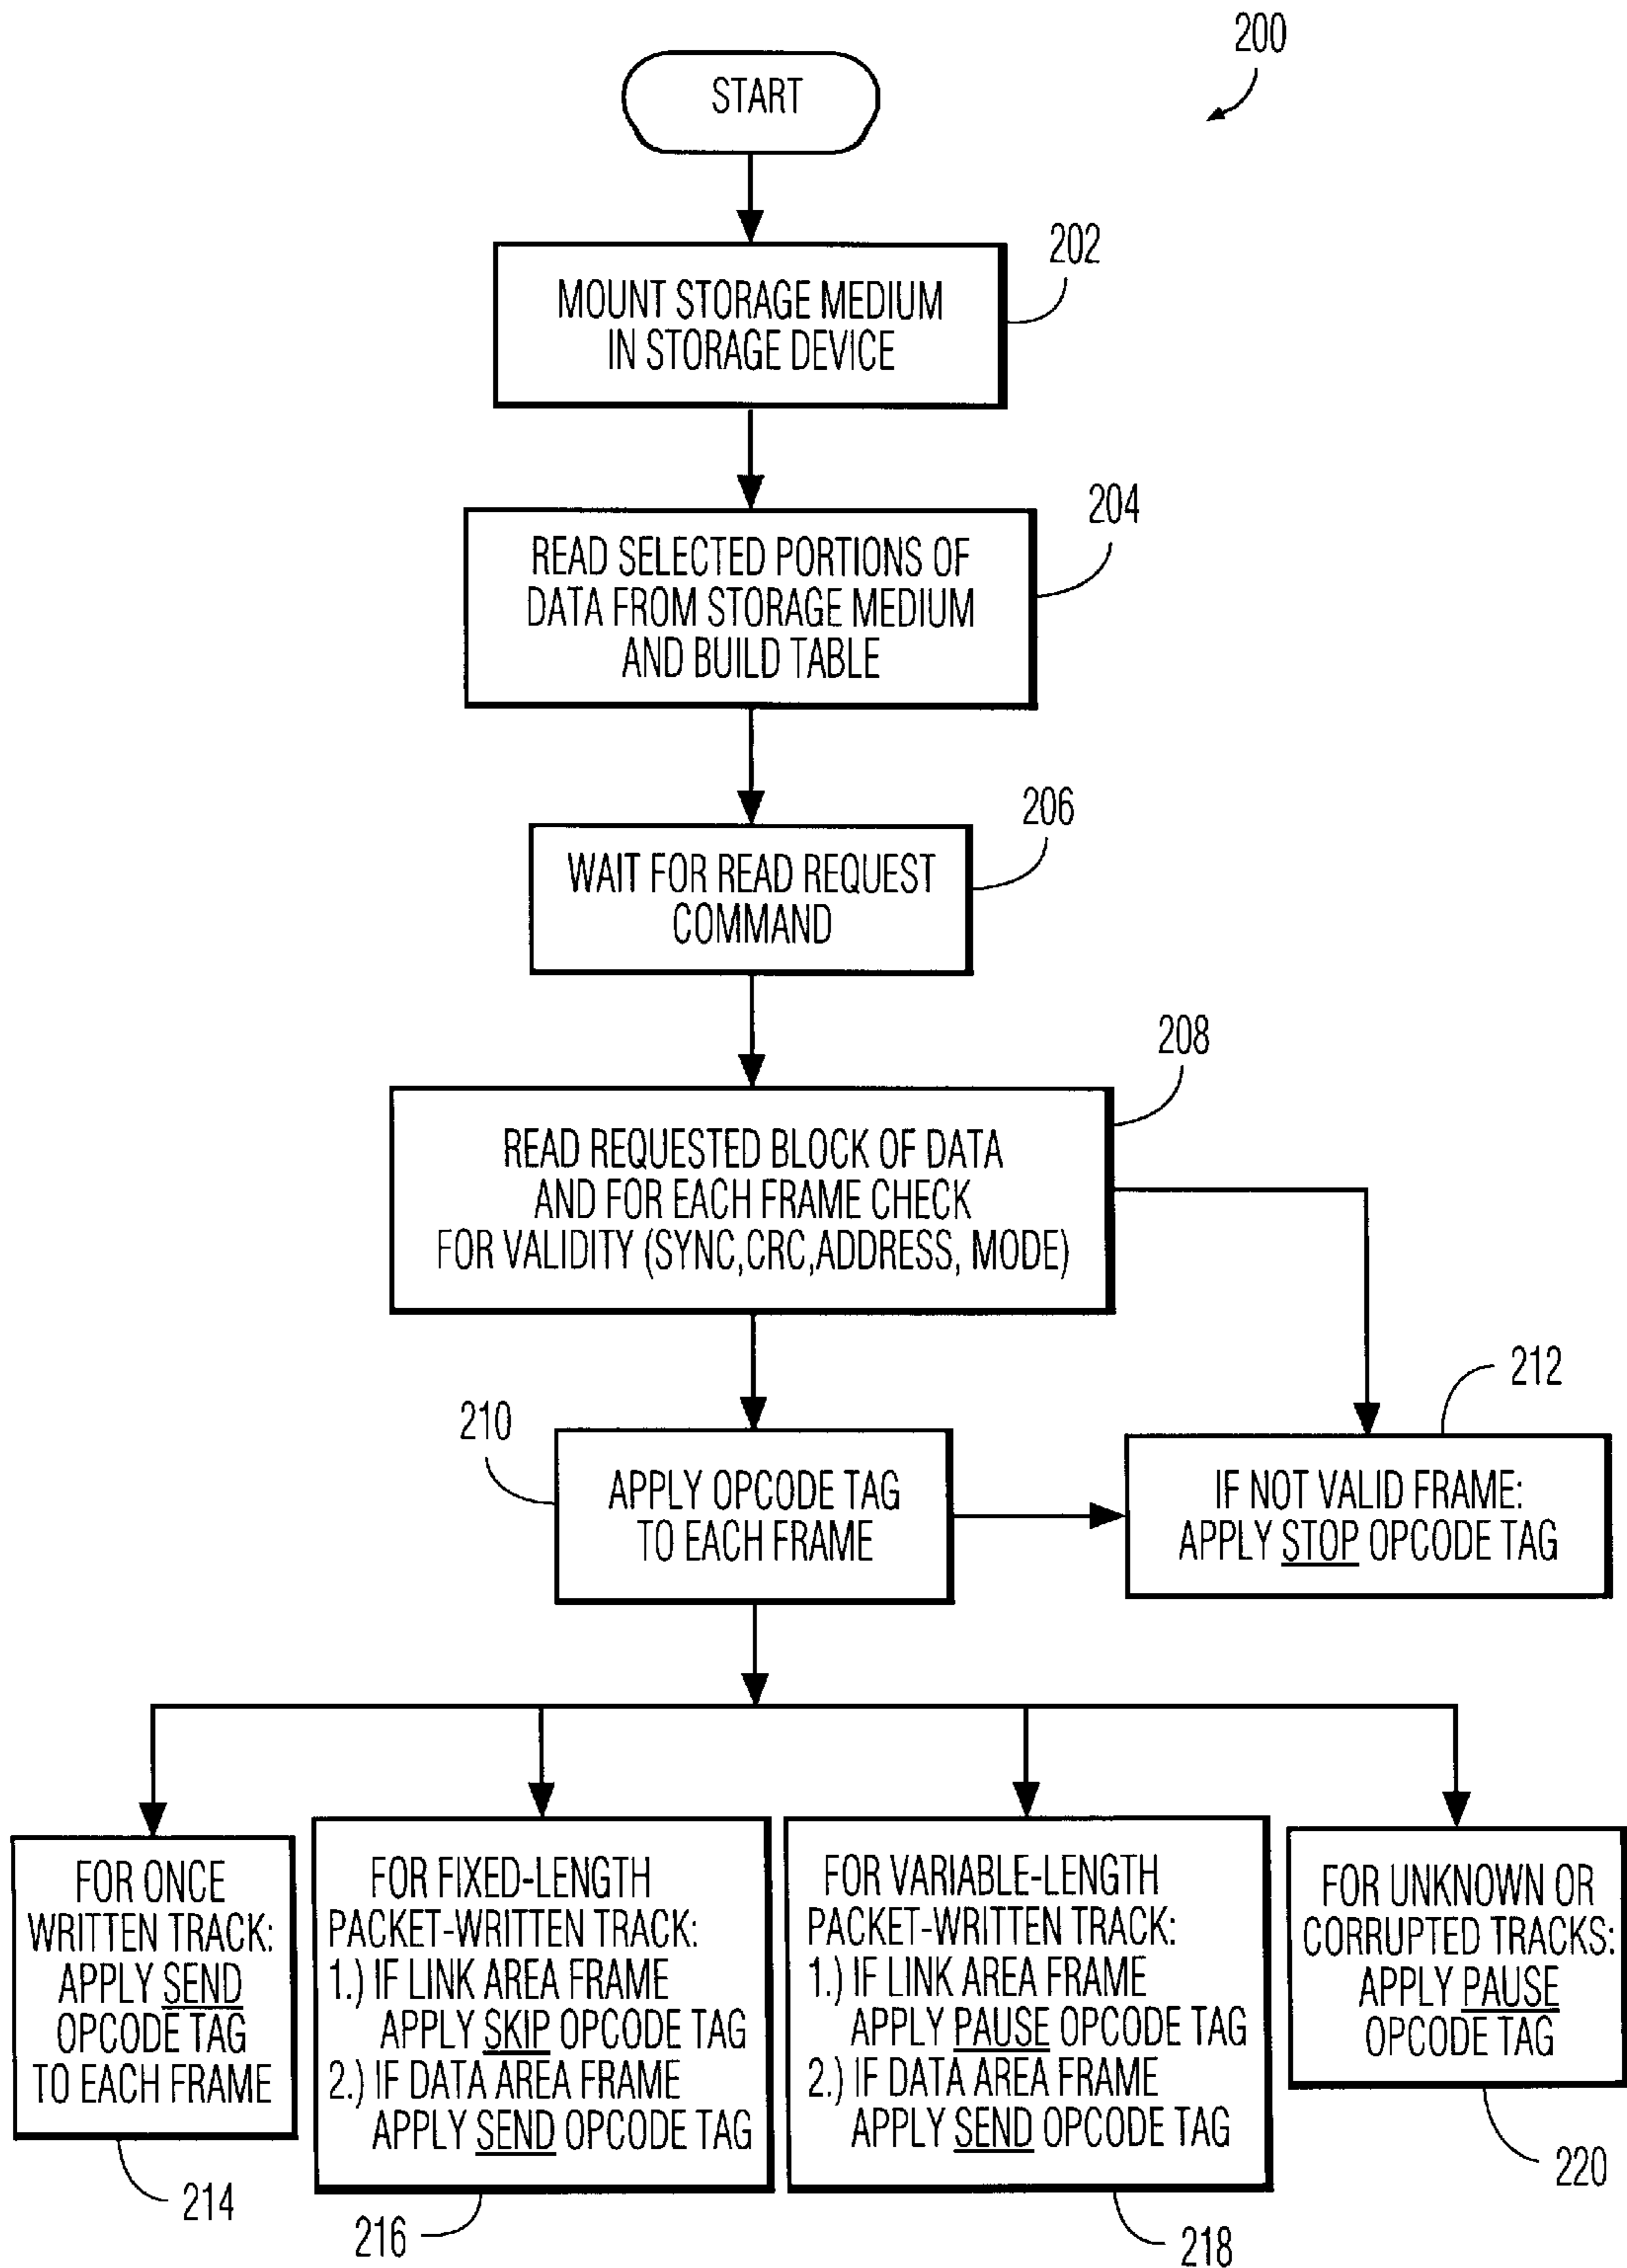 200
START
202
MOUNT STORAGE MEDIUM
IN STORAGE DEVICE
204
READ SELECTED PORTIONS OF
DATA FROM STORAGE MEDIUM
AND BUILD TABLE
206
WAIT FOR READ REQUEST
COMMAND
208
READ REQUESTED BLOCK OF DATA
AND FOR EACH FRAME CHECK
FOR VALIDITY (SYNC,CRC,ADDRESS, MODE)
210
APPLY OPCODE TAG
TO EACH FRAME
212
IF NOT VALID FRAME:
APPLY STOP OPCODE TAG
FOR ONCE
WRITTEN TRACK:
APPLY SEND
OPCODE TAG
TO EACH FRAME
214
FOR FIXED-LENGTH
PACKET-WRITTEN TRACK:
1.) IF LINK AREA FRAME
APPLY SKIP OPCODE TAG
2.) IF DATA AREA FRAME
APPLY SEND OPCODE TAG
216
FOR VARIABLE-LENGTH
PACKET-WRITTEN TRACK:
1.) IF LINK AREA FRAME
APPLY PAUSE OPCODE TAG
2.) IF DATA AREA FRAME
APPLY SEND OPCODE TAG
218
FOR UNKNOWN OR
CORRUPTED TRACKS:
APPLY PAUSE
OPCODE TAG
220